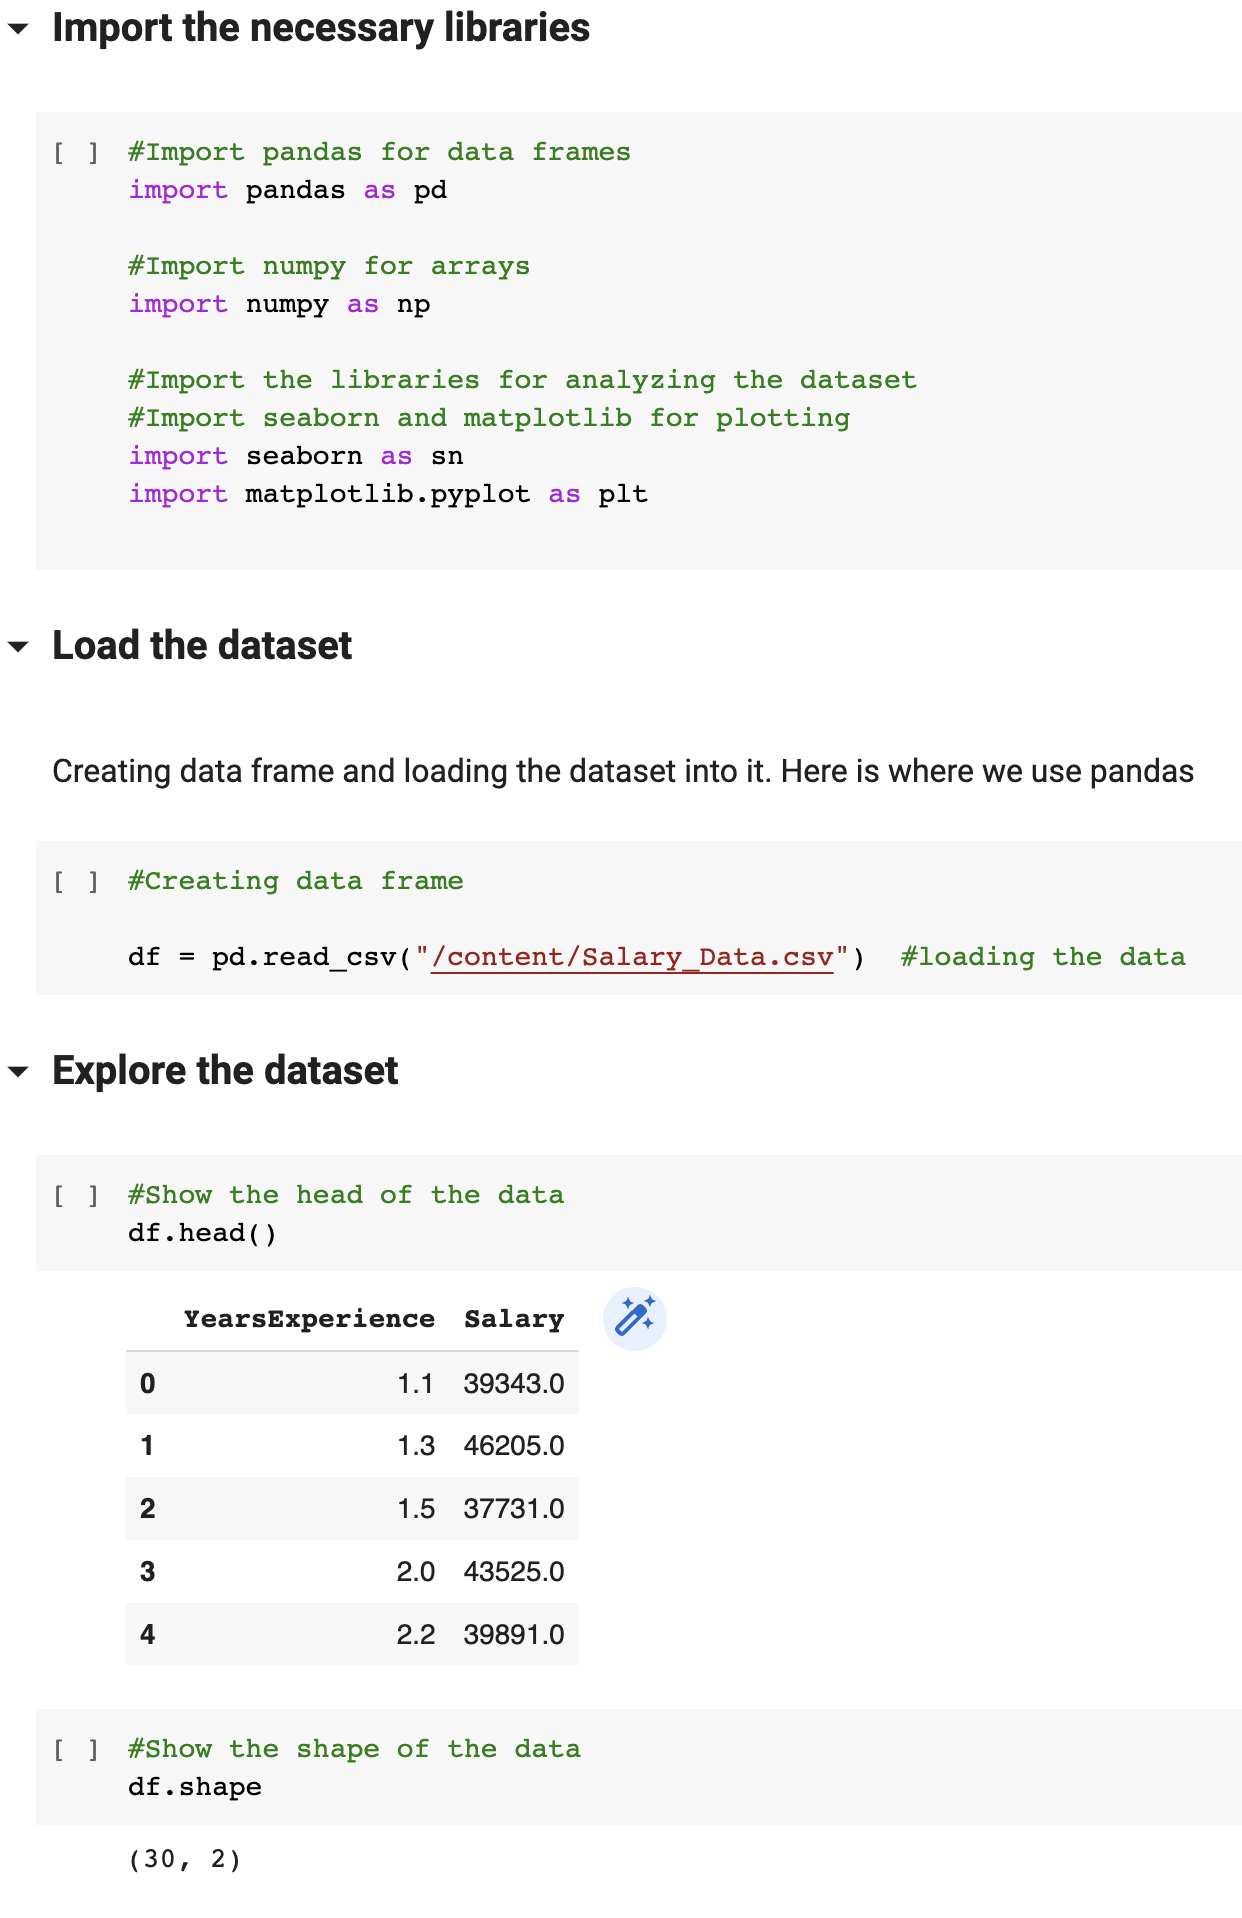 Import the necessary libraries
[ ] #Import pandas for data frames
import pandas as pd
#Import numpy for arrays
import numpy as np
#Import the libraries for analyzing the dataset
#Import seaborn and matplotlib for plotting
import seaborn as sn
import matplotlib.pyplot as plt
Load the dataset
Creating data frame and loading the dataset into it. Here is where we use pandas
[ ] #Creating data frame
df = pd.read_csv("/content/Salary_Data.csv")  #loading the data
Explore the dataset
[ ] #Show the head of the data
df.head()
YearsExperience Salary
0 1.1 39343.0
1 1.3 46205.0
2 1.5 37731.0
3 2.0 43525.0
4 2.2 39891.0
[ ] #Show the shape of the data
df.shape
(30, 2)